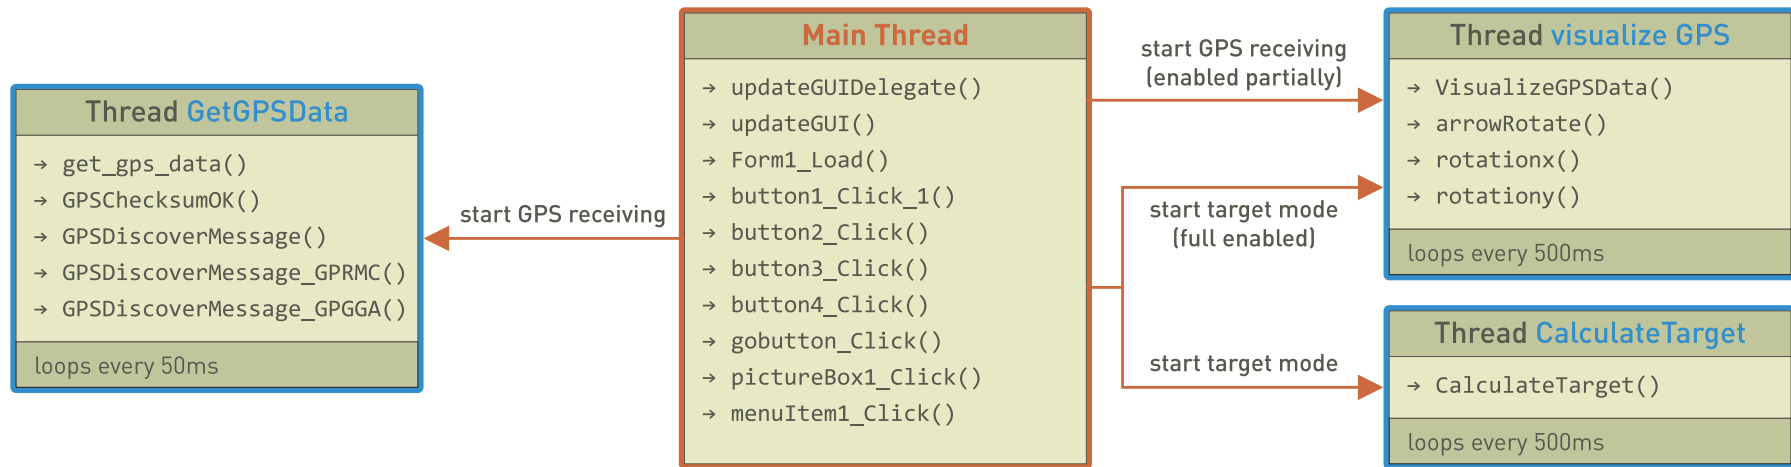 Thread GetGPSData
→ get_gps_data()
→ GPSChecksumOK()
→ GPSDiscoverMessage()
→ GPSDiscoverMessage_GPRMC()
→ GPSDiscoverMessage_GPGGA()
loops every 50ms
start GPS receiving
Main Thread
→ updateGUIDelegate()
→ updateGUI()
→ Form1_Load()
→ button1_Click_1()
→ button2_Click()
→ button3_Click()
→ button4_Click()
→ gobutton_Click()
→ pictureBox1_Click()
→ menuItem1_Click()
start GPS receiving
(enabled partially)
start target mode
(full enabled)
start target mode
Thread visualize GPS
→ VisualizeGPSData()
→ arrowRotate()
→ rotationx()
→ rotationy()
loops every 500ms
Thread CalculateTarget
→ CalculateTarget()
loops every 500ms